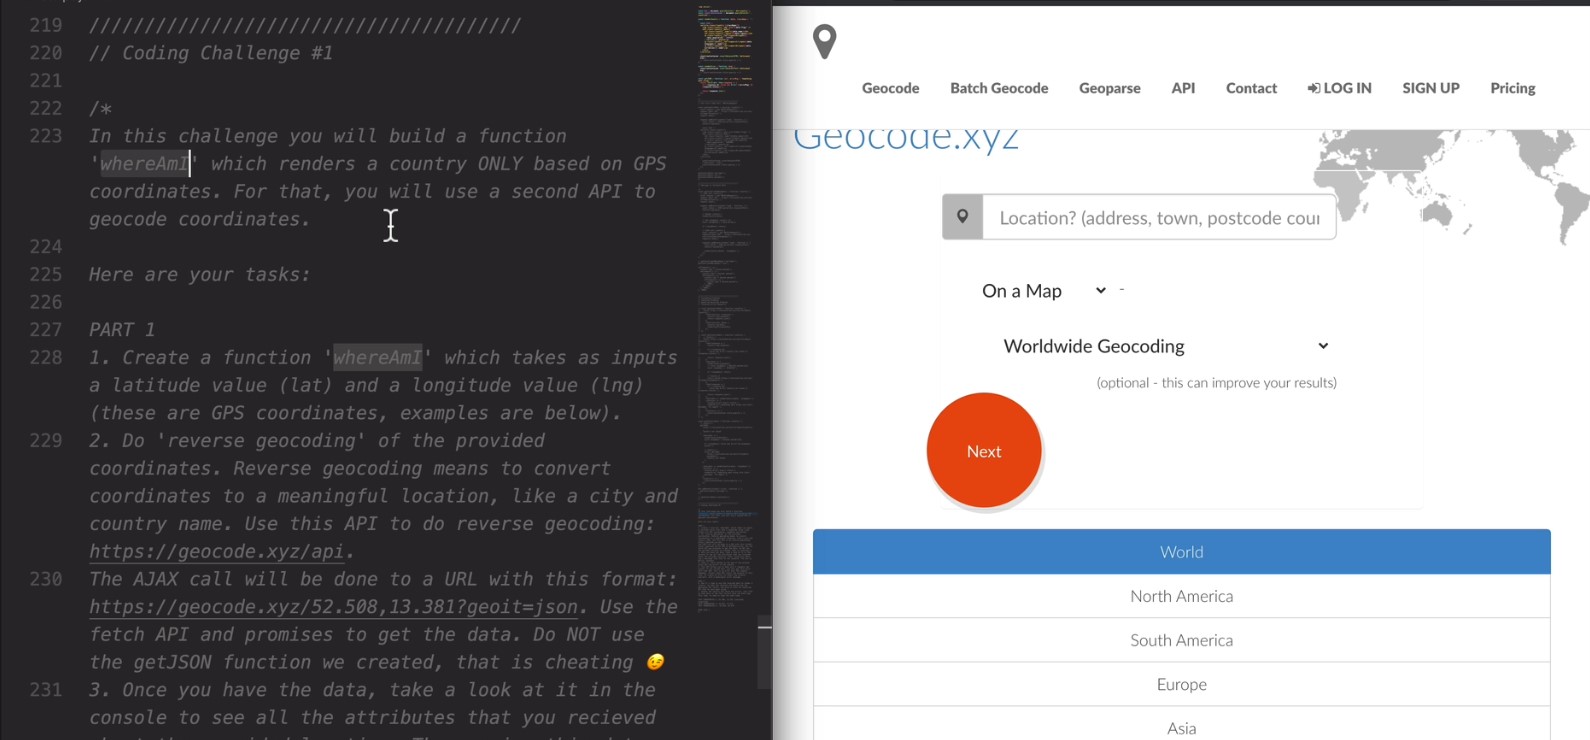 219 /////////////////////////////////////// 
220 // Coding Challenge #1
221
222 /*
223 In this challenge you will build a function
'whereAmI' which renders a country ONLY based on GPS
coordinates. For that, you will use a second API to
geocode coordinates.
224
225 Here are your tasks:
226
227 PART 1
228 1. Create a function 'whereAmI' which takes as inputs
a latitude value (lat) and a longitude value (lng)
(these are GPS coordinates, examples are below).
229 2. Do 'reverse geocoding' of the provided
coordinates. Reverse geocoding means to convert
coordinates to a meaningful location, like a city and
country name. Use this API to do reverse geocoding:
https://geocode.xyz/api.
230 The AJAX call will be done to a URL with this format:
https://geocode.xyz/52.508,13.381?geoit=json. Use the
fetch API and promises to get the data. Do NOT use
the getJSON function we created, that is cheating 😉
231 3. Once you have the data, take a look at it in the
console to see all the attributes that you recieved
Geocode Batch Geocode Geoparse API Contact LOG IN SIGN UP Pricing
Geocode.xyz
Location? (address, town, postcode cour
On a Map -
Worldwide Geocoding
(optional - this can improve your results)
Next
World
North America
South America
Europe
Asia